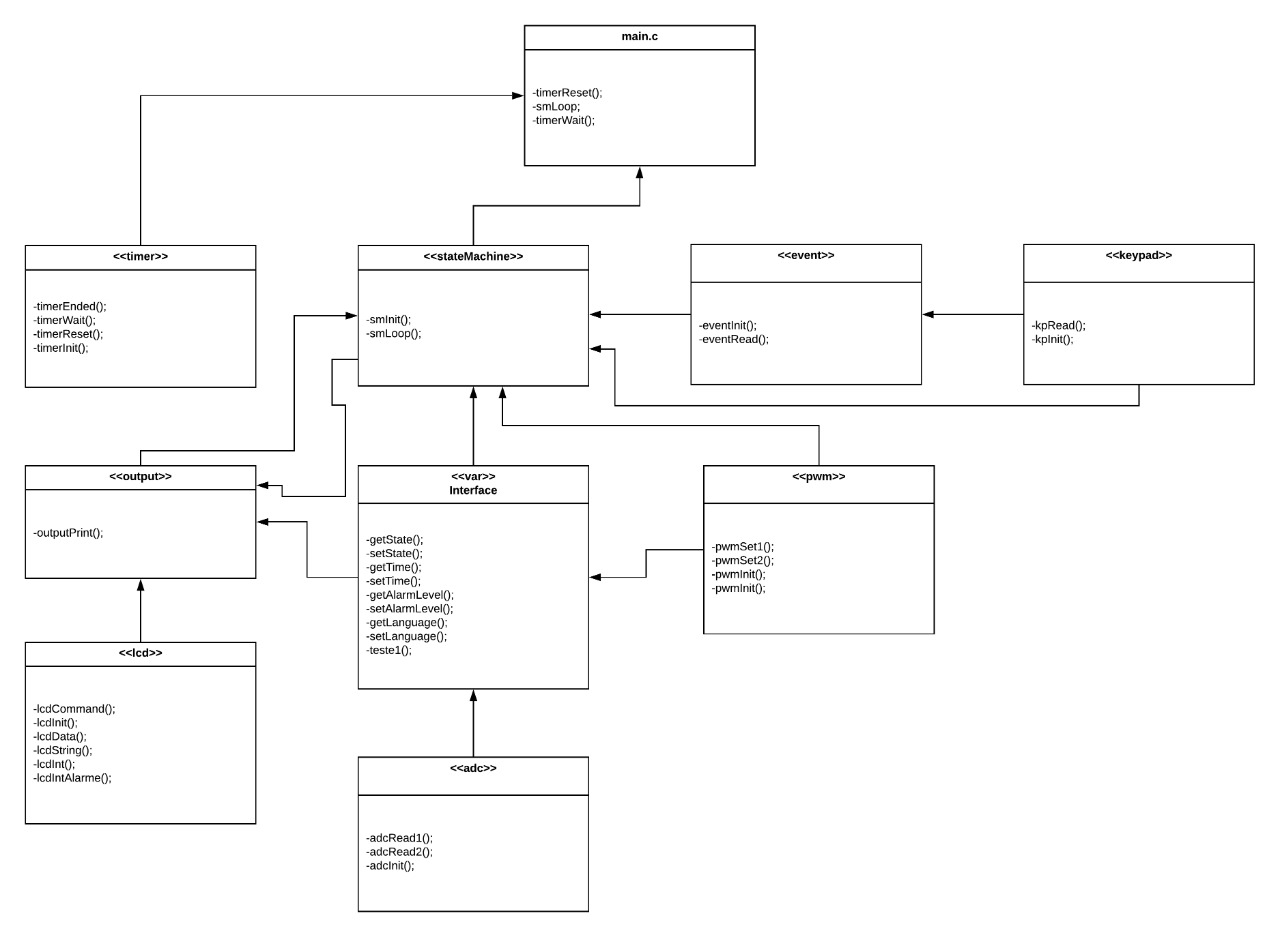 main.c
-timerReset();
-smLoop;
-timerWait();
<<timer>>
-timerEnded();
-timerWait();
-timerReset();
-timerInit();
<<stateMachine>>
-smInit();
-smLoop();
<<event>>
-eventInit();
-eventRead();
<<keypad>>
-kpRead();
-kpInit();
<<output>>
-outputPrint();
<<var>>
Interface
-getState();
-setState();
-getTime();
-setTime();
-getAlarmLevel();
-setAlarmLevel();
-getLanguage();
-setLanguage();
-teste1();
<<pwm>>
-pwmSet1();
-pwmSet2();
-pwmInit();
-pwmInit();
<<lcd>>
-lcdCommand();
-lcdInit();
-lcdData();
-lcdString();
-lcdInt();
-lcdIntAlarme();
<<adc>>
-adcRead1();
-adcRead2();
-adcInit();